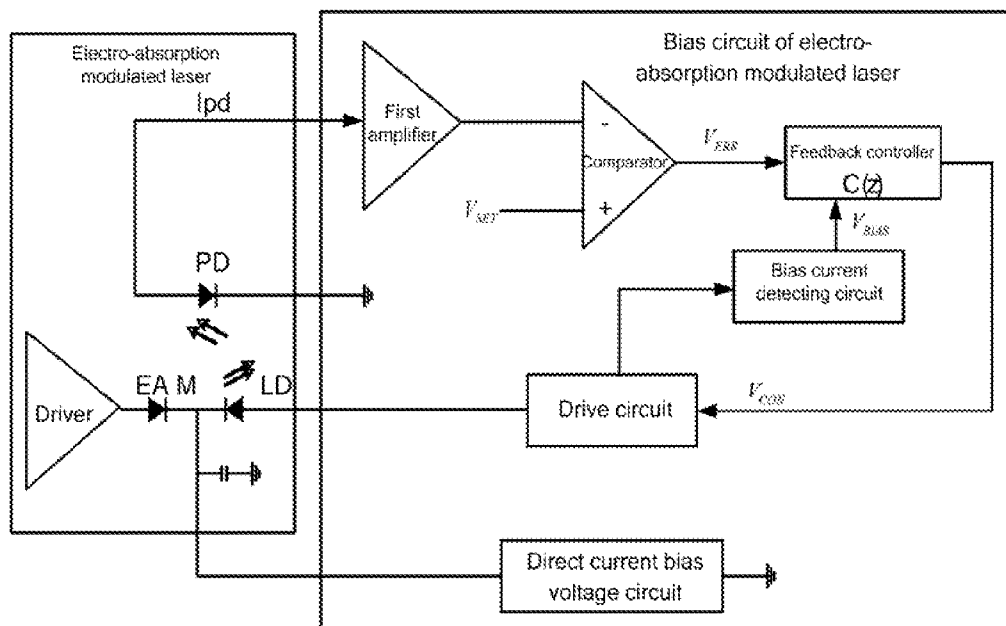 Electro-absorption
modulated laser
Ipd
Bias circuit of electro-
absorption modulated laser
First
amplifier
-
Comparator
+
V_SET
V_ERR
Feedback controller
C(z)
V_BIAS
Bias current
detecting circuit
PD
EA M
LD
Driver
Drive circuit
V_CON
Direct current bias
voltage circuit